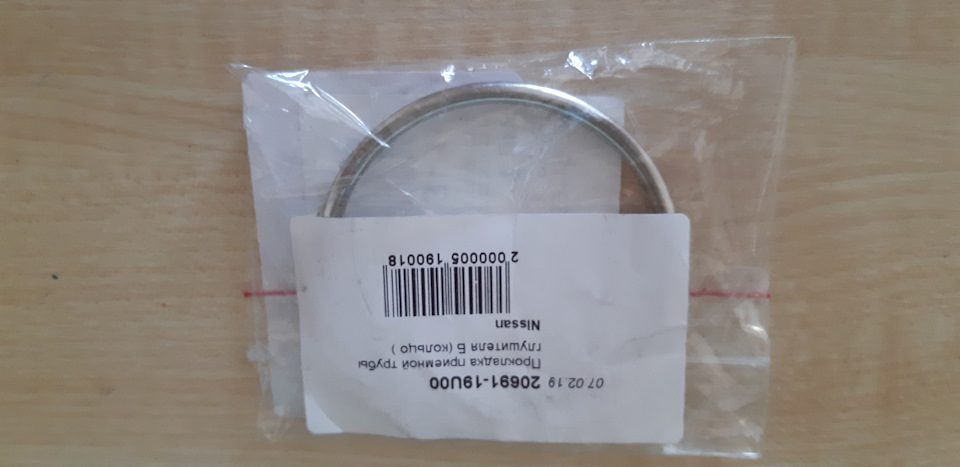 07.02.19 20691-19U00
Прокладка приемной трубы
глушителя Б (кольцо )
Nissan
2 000005 190018